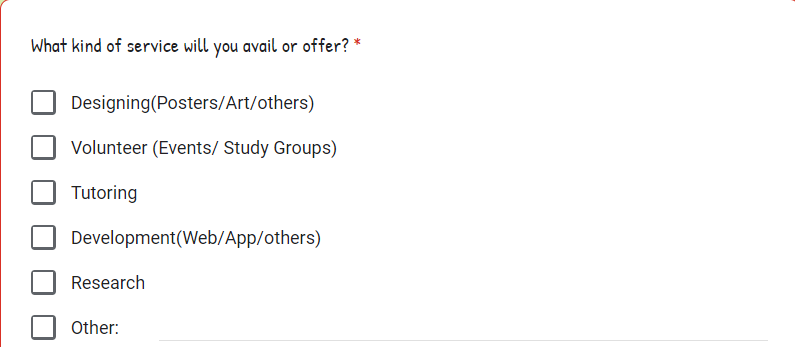 What kind of service will you avail or offer? *
Designing(Posters/Art/others)
Volunteer (Events/ Study Groups)
Tutoring
Development(Web/App/others)
Research
Other: